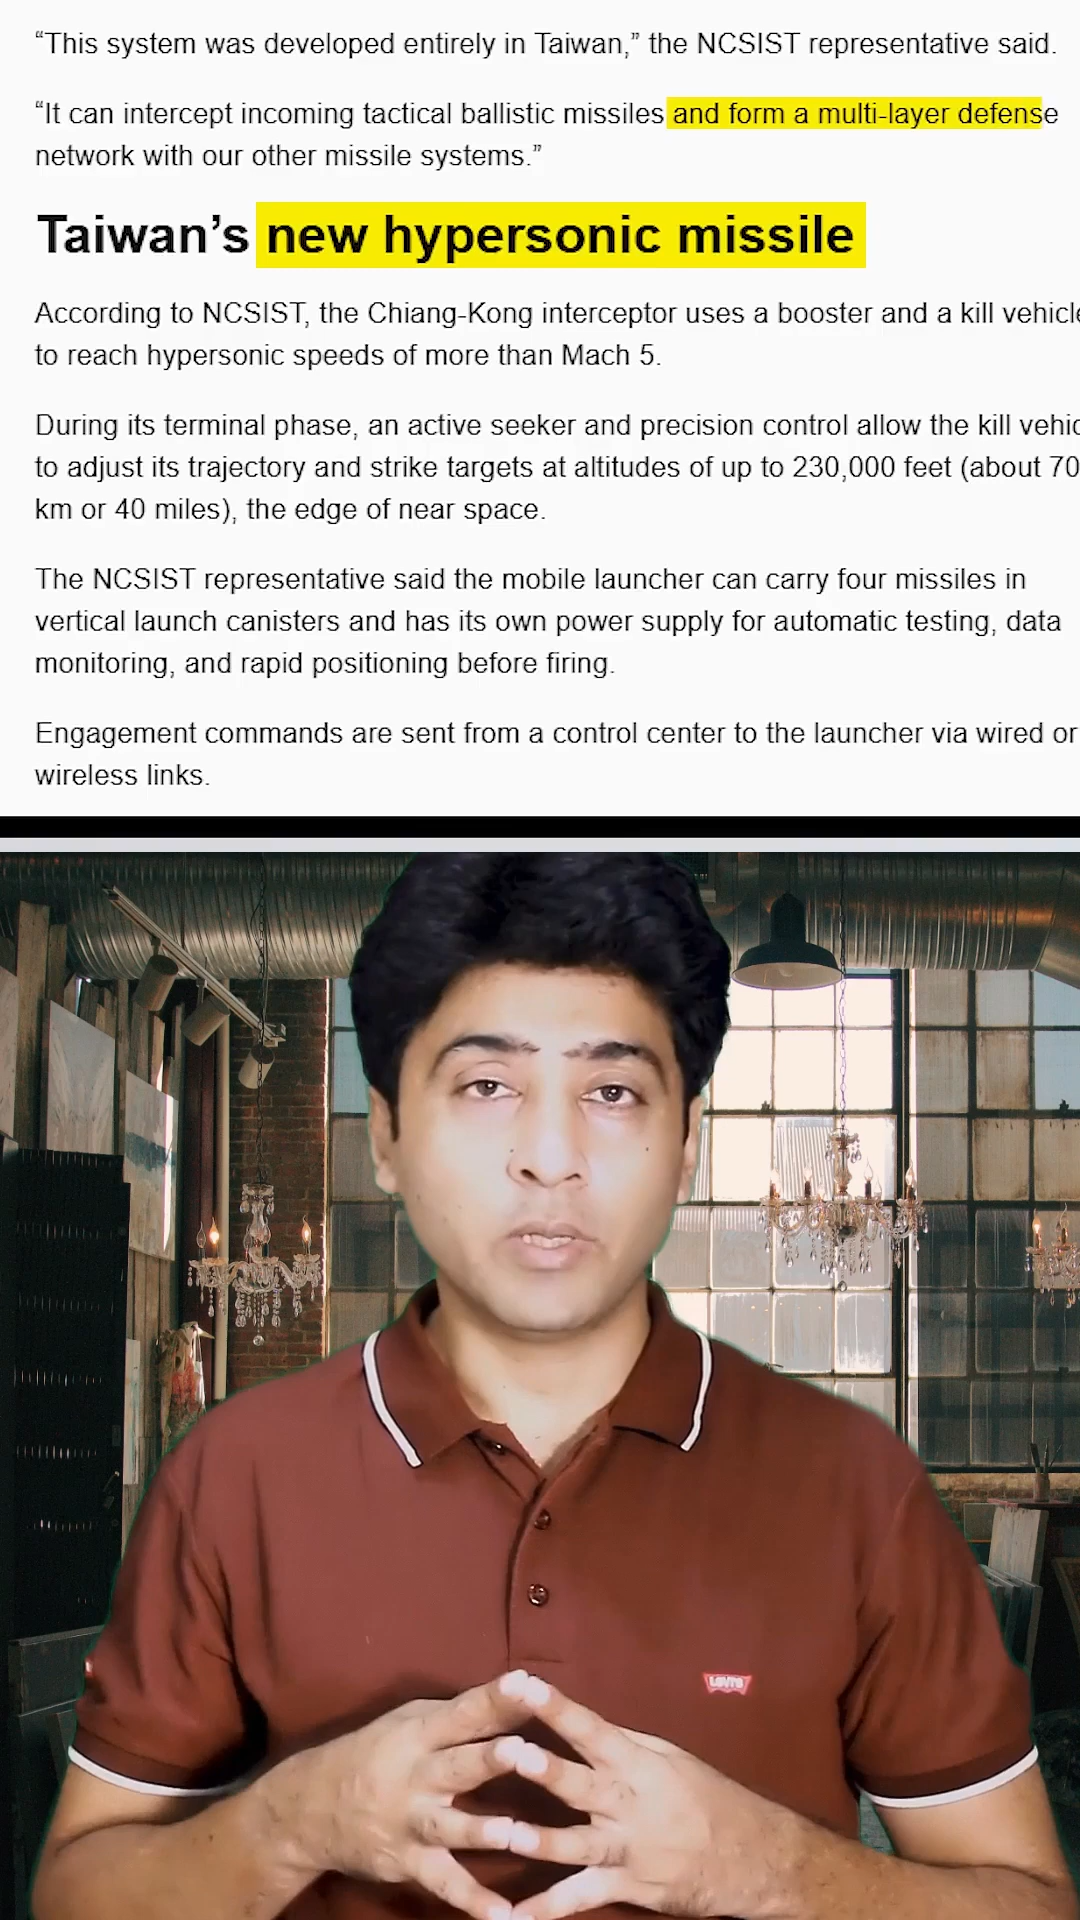 “This system was developed entirely in Taiwan,” the NCSIST representative said.
“It can intercept incoming tactical ballistic missiles and form a multi-layer defense
network with our other missile systems.”
Taiwan’s new hypersonic missile
According to NCSIST, the Chiang-Kong interceptor uses a booster and a kill vehicle
to reach hypersonic speeds of more than Mach 5.
During its terminal phase, an active seeker and precision control allow the kill vehic
to adjust its trajectory and strike targets at altitudes of up to 230,000 feet (about 70
km or 40 miles), the edge of near space.
The NCSIST representative said the mobile launcher can carry four missiles in
vertical launch canisters and has its own power supply for automatic testing, data
monitoring, and rapid positioning before firing.
Engagement commands are sent from a control center to the launcher via wired or
wireless links.
LEVI'S